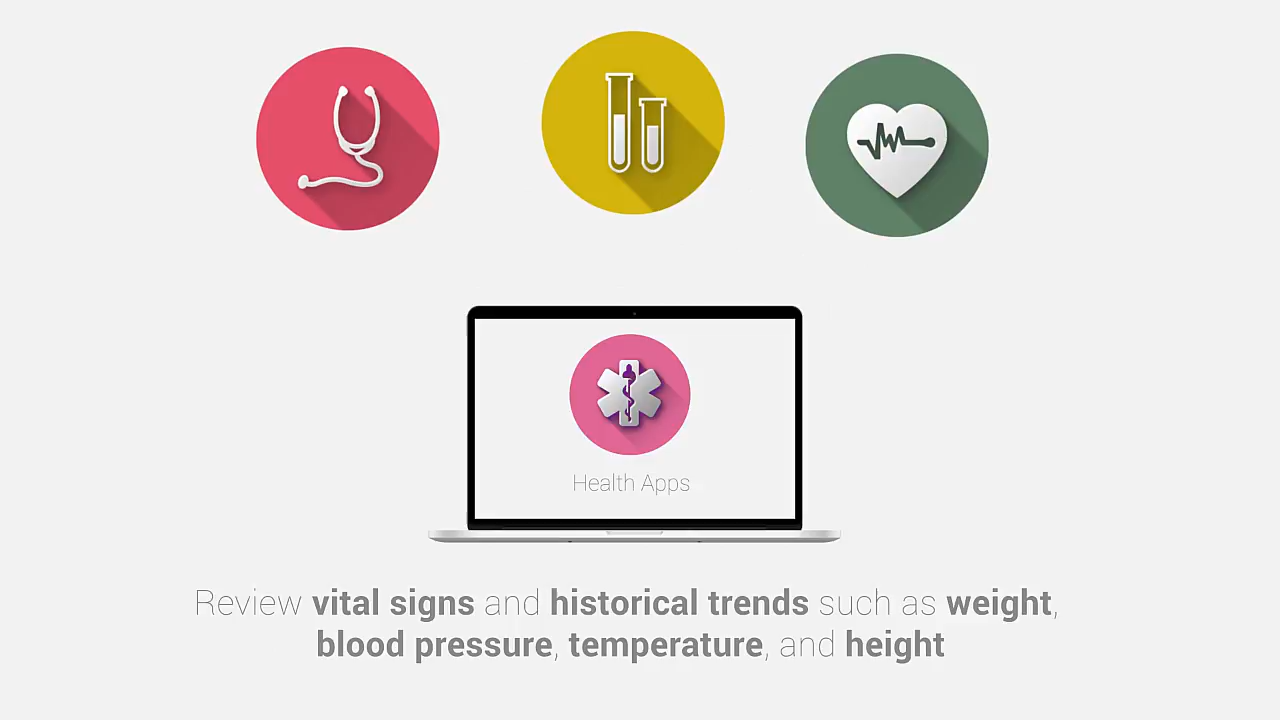 Health Apps
Review vital signs and historical trends such as weight,
blood pressure, temperature, and height